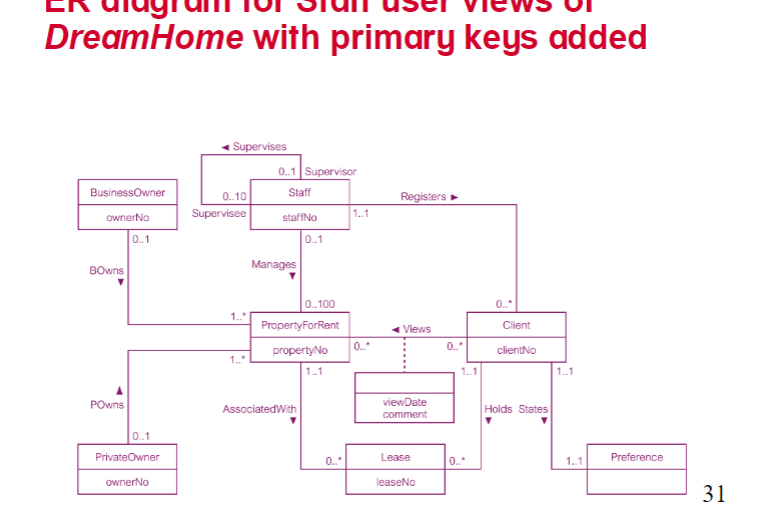 ER diagram for Staff user views of
DreamHome with primary keys added
◄ Supervises
0..1 Supervisor
BusinessOwner
ownerNo
0..10
Supervisee
Staff
staffNo
1..1
Registers ►
0..1
0..1
BOwns
▼
Manages
▼
0..100
0..*
1..*
PropertyForRent
propertyNo
◄ Views
0..*
0..*
Client
clientNo
1..*
1..1
1..1
1..1
POwns
▲
AssociatedWith
▼
viewDate
comment
Holds
▼
States
▼
0..1
PrivateOwner
ownerNo
0..*
Lease
leaseNo
0..*
1..1
Preference
31